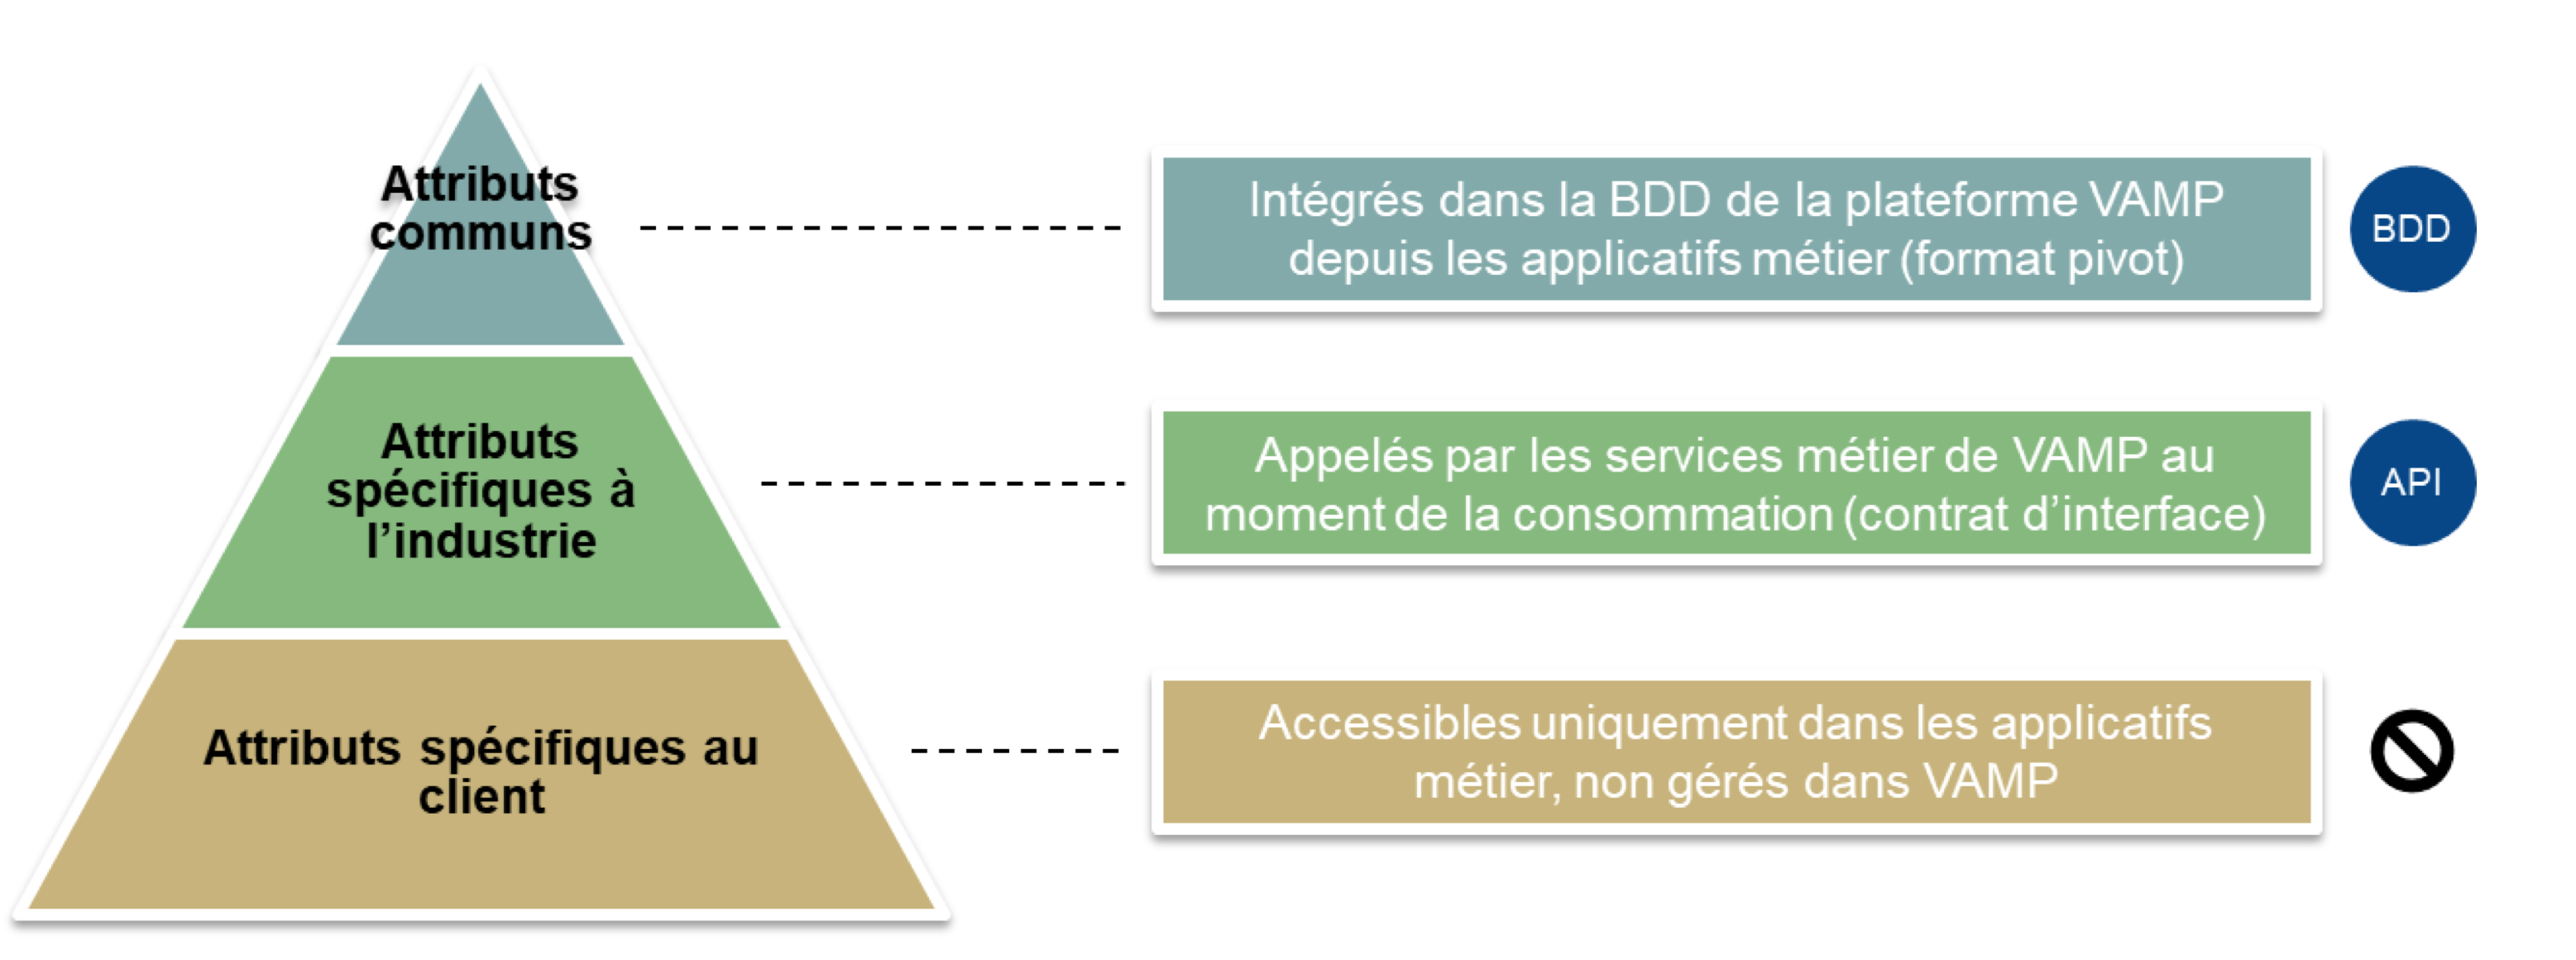 Attributs
communs
Intégrés dans la BDD de la plateforme VAMP
depuis les applicatifs métier (format pivot)
BDD
Attributs
spécifiques à
l’industrie
Appelés par les services métier de VAMP au
moment de la consommation (contrat d’interface)
API
Attributs spécifiques au
client
Accessibles uniquement dans les applicatifs
métier, non gérés dans VAMP